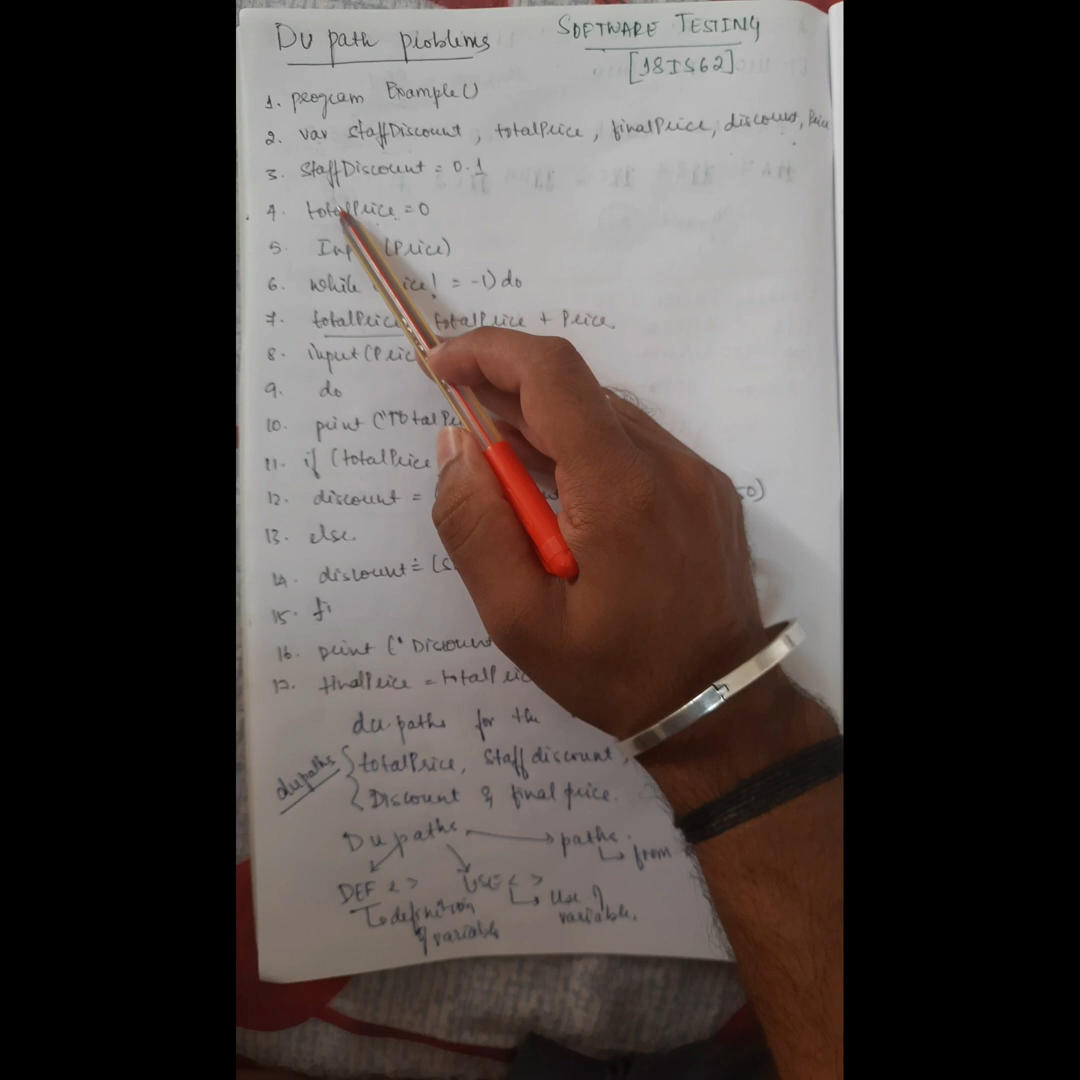 Du path problems
SOFTWARE TESTING
[18IS62]
1. program Example()
2. var staffDiscount, totalPrice, finalPrice, discount, Price
3. staffDiscount = 0.1
4. totalPrice = 0
5. (Price)
6. while != -1) do
7. totalPrice totalPrice + Price
8. input(Pric
9. do
10. print ("Total
11. if (totalPrice
12. discount = ( 50)
13. else
14. discount = (s
15. fi
16. print (" Discount
17. finalPrice = totalPric
du-paths for the
du paths { totalPrice, Staff discount,
Discount & final price.
Du paths → paths
↳ from
DEF < > USE < >
↳ definition of variable
↳ Use of variable.